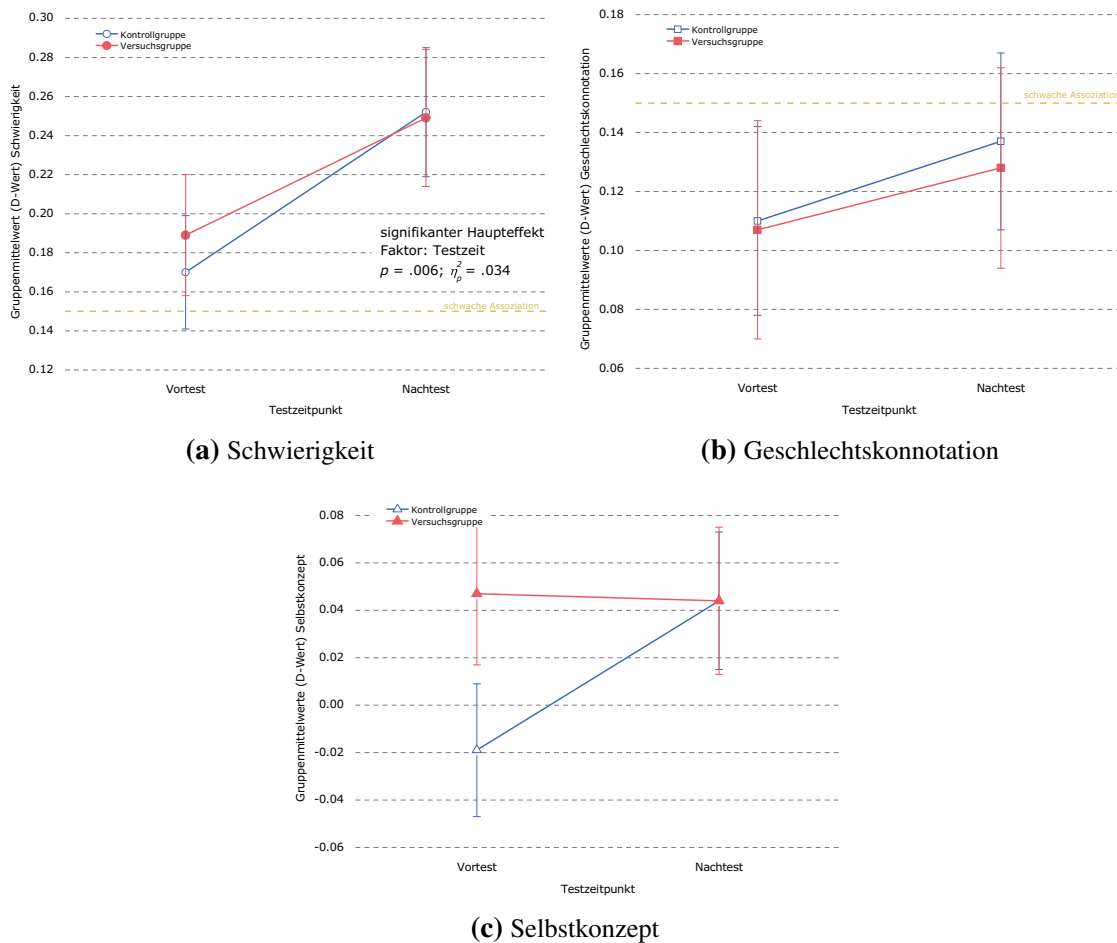 0.30
0.28
0.26
0.24
0.22
0.20
0.18
0.16
0.14
0.12
Gruppenmittelwert (D-Wert) Schwierigkeit
Kontrollgruppe
Versuchsgruppe
signifikanter Haupteffekt
Faktor: Testzeit
p = .006; η²ₚ = .034
schwache Assoziation
Vortest
Nachtest
Testzeitpunkt
(a) Schwierigkeit
0.18
0.16
0.14
0.12
0.10
0.08
0.06
Gruppenmittelwerte (D-Wert) Geschlechtskonnotation
Kontrollgruppe
Versuchsgruppe
schwache Assoziation
Vortest
Nachtest
Testzeitpunkt
(b) Geschlechtskonnotation
0.08
0.06
0.04
0.02
0.00
-0.02
-0.04
-0.06
Gruppenmittelwerte (D-Wert) Selbstkonzept
Kontrollgruppe
Versuchsgruppe
Vortest
Nachtest
Testzeitpunkt
(c) Selbstkonzept